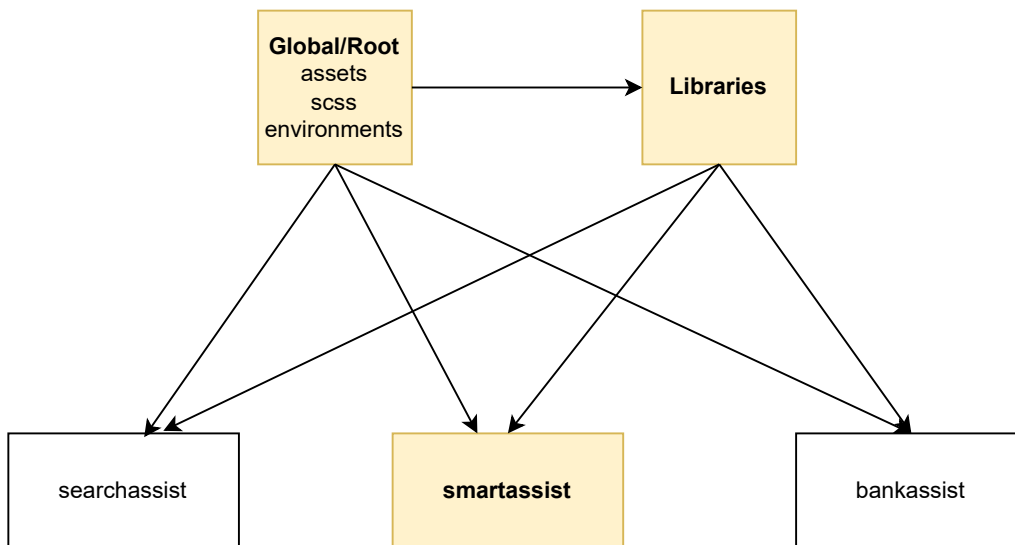 Global/Root
assets
scss
environments
Libraries
searchassist
smartassist
bankassist